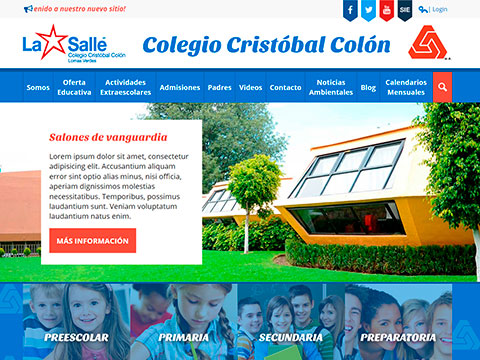 enido a nuestro nuevo sitio!
SIE
| Login
La Salle
Colegio Cristóbal Colón
Lomas Verdes
Colegio Cristóbal Colón
Somos
Oferta
Educativa
Actividades
Extraescolares
Admisiones
Padres
Videos
Contacto
Noticias
Ambientales
Blog
Calendarios
Mensuales
Salones de vanguardia
Lorem ipsum dolor sit amet, consectetur
adipisicing elit. Accusantium aliquam
error sint optio alias minus, nisi officia,
aperiam dignissimos molestias
necessitatibus. Temporibus, possimus
laudantium sunt. Veniam voluptatum
laudantium natus enim.
MÁS INFORMACIÓN
PREESCOLAR
PRIMARIA
SECUNDARIA
PREPARATORIA